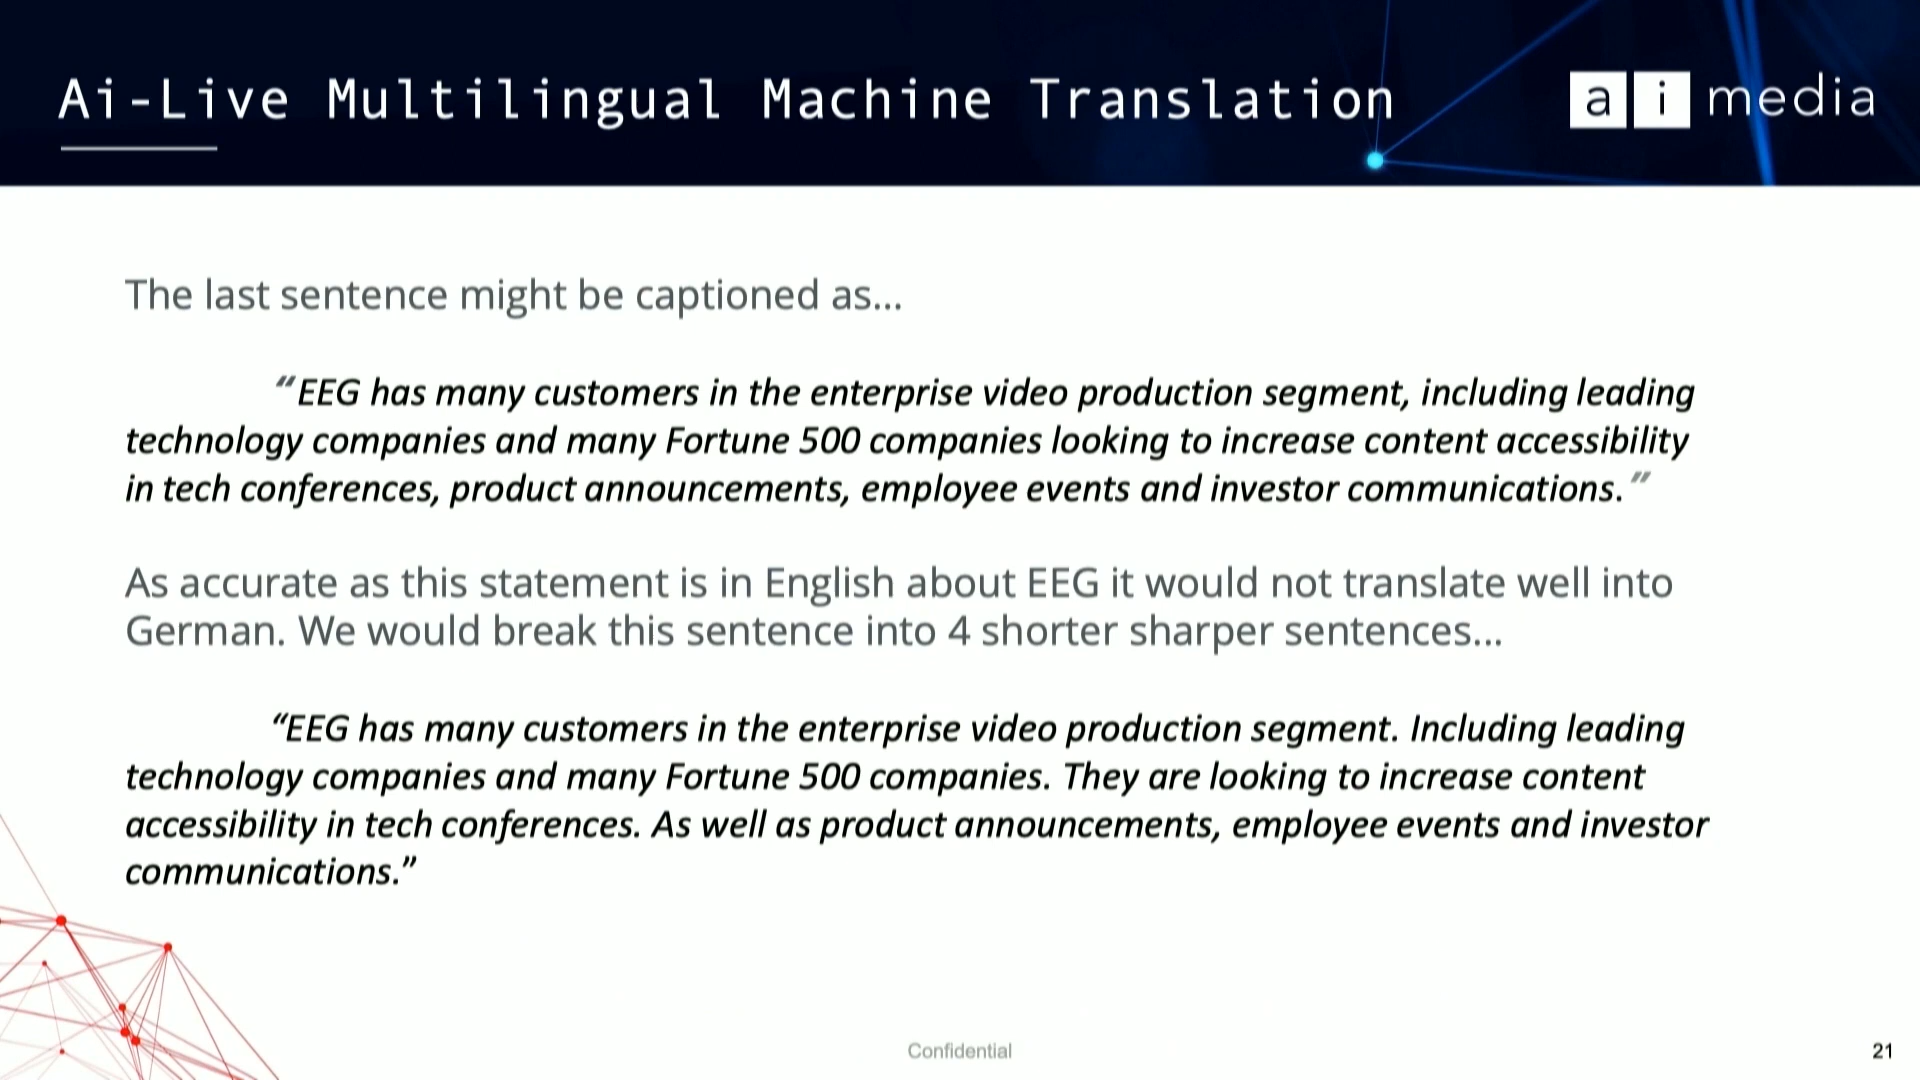 Ai-Live Multilingual Machine Translation
ai media
The last sentence might be captioned as...
"EEG has many customers in the enterprise video production segment, including leading
technology companies and many Fortune 500 companies looking to increase content accessibility
in tech conferences, product announcements, employee events and investor communications."
As accurate as this statement is in English about EEG it would not translate well into
German. We would break this sentence into 4 shorter sharper sentences...
“EEG has many customers in the enterprise video production segment. Including leading
technology companies and many Fortune 500 companies. They are looking to increase content
accessibility in tech conferences. As well as product announcements, employee events and investor
communications.”
Confidential
21